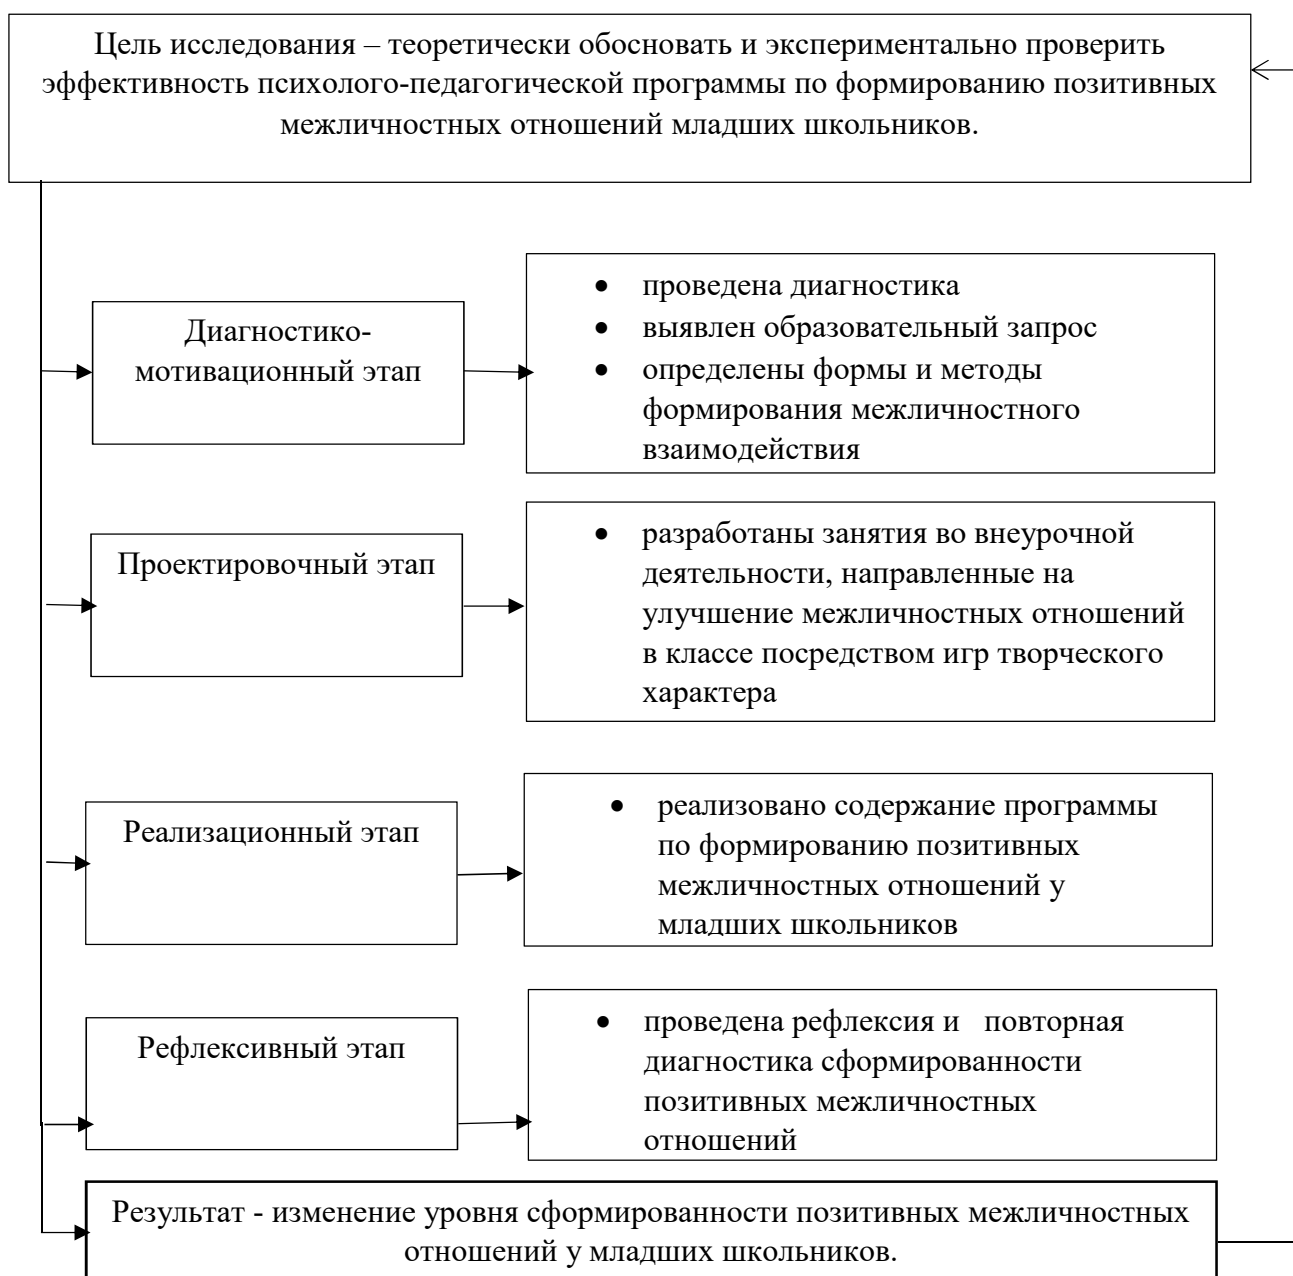 Цель исследования – теоретически обосновать и экспериментально проверить
эффективность психолого-педагогической программы по формированию позитивных
межличностных отношений младших школьников.
Диагностико-
мотивационный этап
• проведена диагностика
• выявлен образовательный запрос
• определены формы и методы
формирования межличностного
взаимодействия
Проектировочный этап
• разработаны занятия во внеурочной
деятельности, направленные на
улучшение межличностных отношений
в классе посредством игр творческого
характера
Реализационный этап
• реализовано содержание программы
по формированию позитивных
межличностных отношений у
младших школьников
Рефлексивный этап
• проведена рефлексия и повторная
диагностика сформированности
позитивных межличностных
отношений
Результат - изменение уровня сформированности позитивных межличностных
отношений у младших школьников.